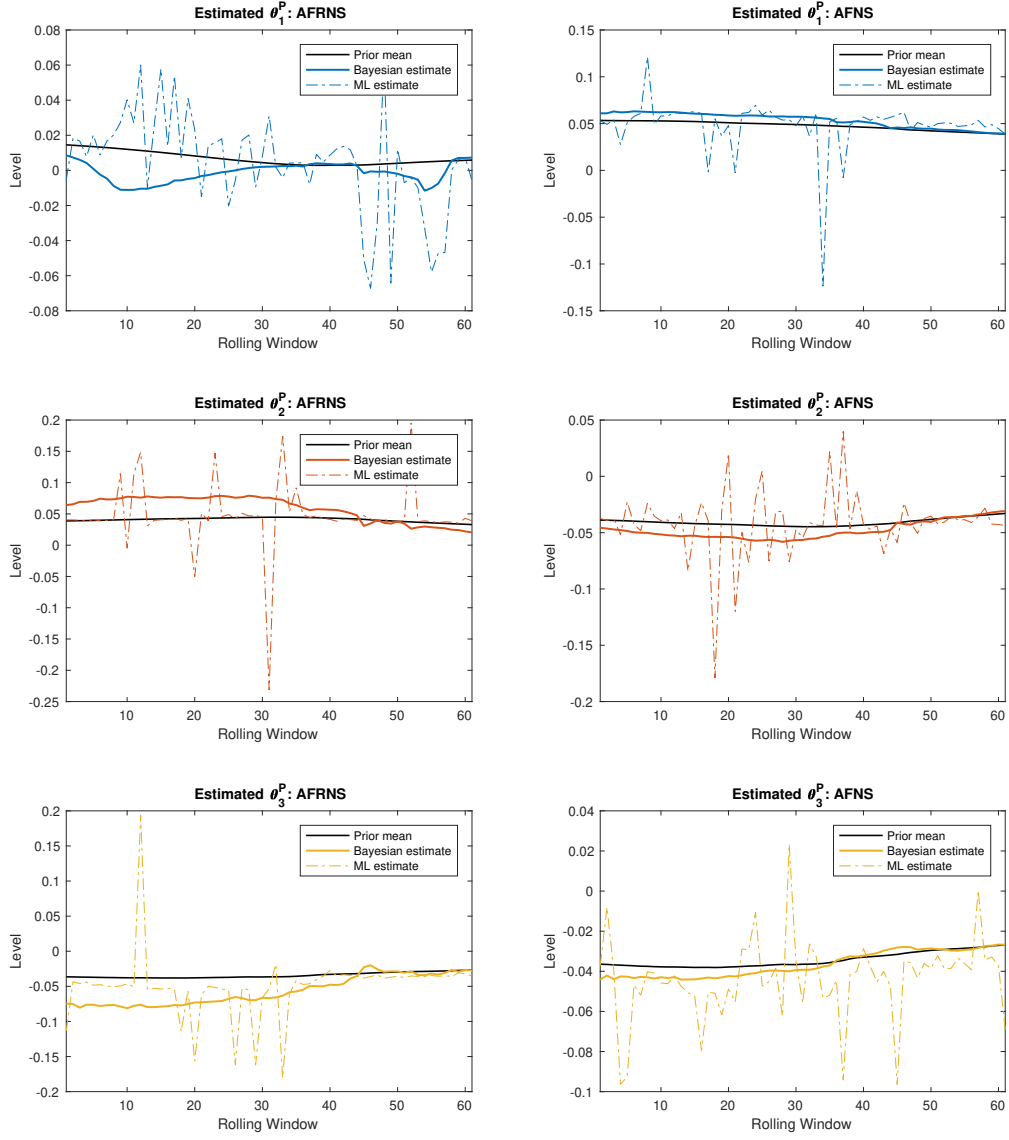 Estimated θ₁ᴾ: AFRNS
Prior mean
Bayesian estimate
ML estimate
Level
0.08
0.06
0.04
0.02
0
-0.02
-0.04
-0.06
-0.08
10 20 30 40 50 60
Rolling Window
Estimated θ₁ᴾ: AFNS
Prior mean
Bayesian estimate
ML estimate
Level
0.15
0.1
0.05
0
-0.05
-0.1
-0.15
10 20 30 40 50 60
Rolling Window
Estimated θ₂ᴾ: AFRNS
Prior mean
Bayesian estimate
ML estimate
Level
0.2
0.15
0.1
0.05
0
-0.05
-0.1
-0.15
-0.2
-0.25
10 20 30 40 50 60
Rolling Window
Estimated θ₂ᴾ: AFNS
Prior mean
Bayesian estimate
ML estimate
Level
0.05
0
-0.05
-0.1
-0.15
-0.2
10 20 30 40 50 60
Rolling Window
Estimated θ₃ᴾ: AFRNS
Prior mean
Bayesian estimate
ML estimate
Level
0.2
0.15
0.1
0.05
0
-0.05
-0.1
-0.15
-0.2
10 20 30 40 50 60
Rolling Window
Estimated θ₃ᴾ: AFNS
Prior mean
Bayesian estimate
ML estimate
Level
0.04
0.02
0
-0.02
-0.04
-0.06
-0.08
-0.1
10 20 30 40 50 60
Rolling Window